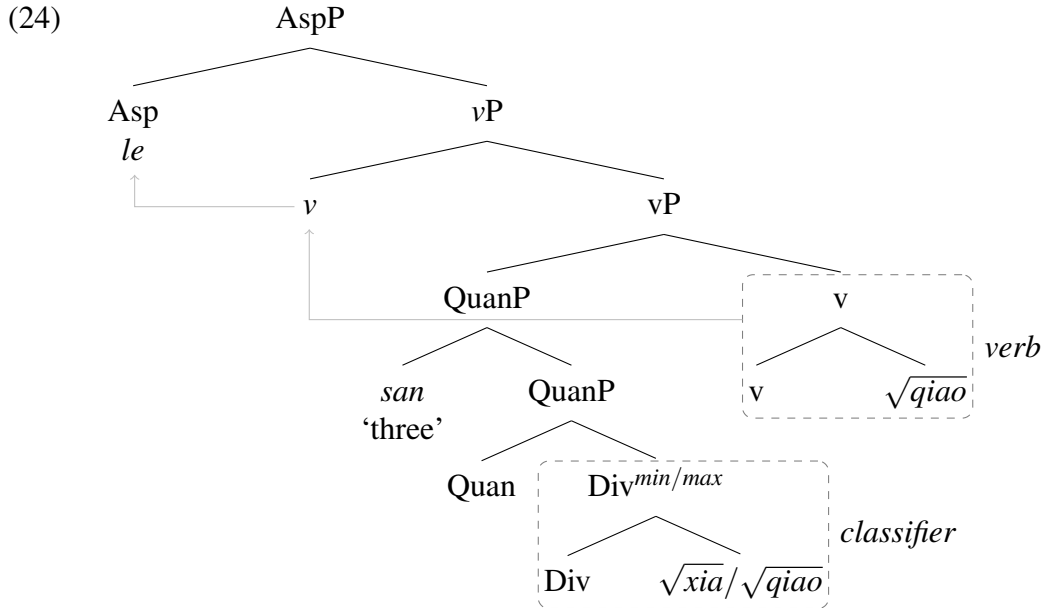 (24) AspP
Asp vP
le
v vP
QuanP v
verb
san QuanP v √qiao
‘three’
Quan Div^min/max
classifier
Div √xia/√qiao